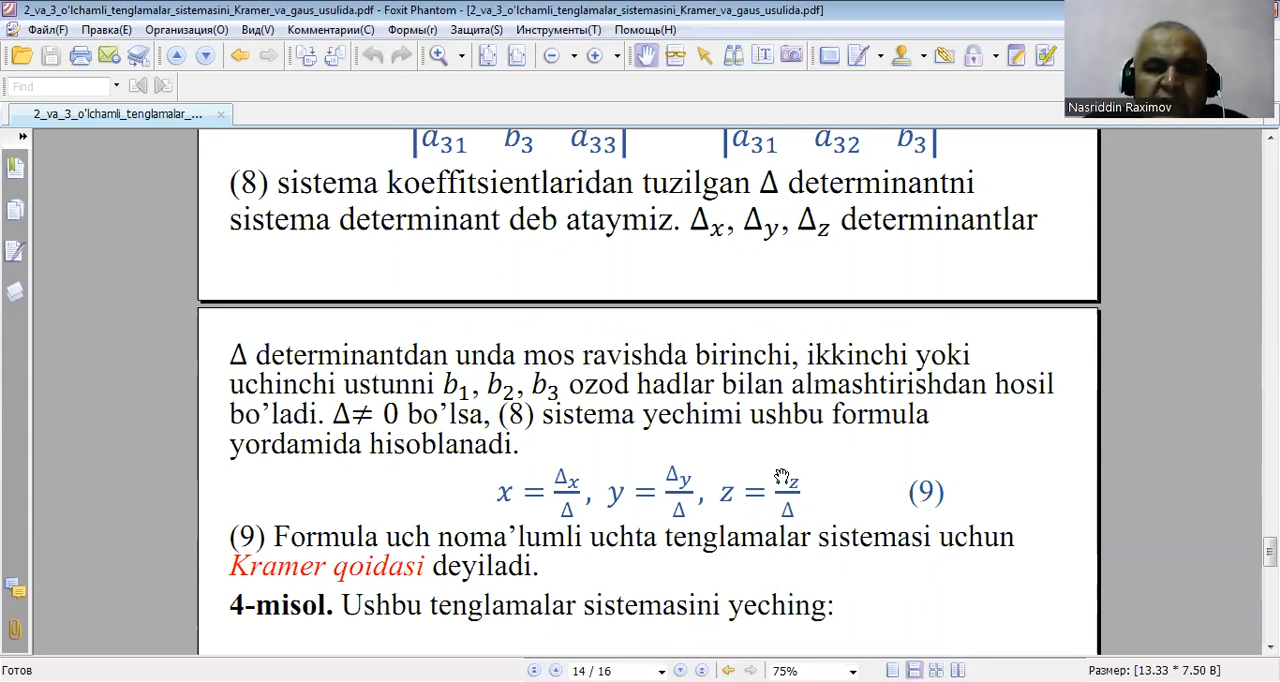 2_va_3_o'lchamli_tenglamalar_sistemasini_Kramer_va_gaus_usulida.pdf - Foxit Phantom - [2_va_3_o'lchamli_tenglamalar_sistemasini_Kramer_va_gaus_usulida.pdf]
Файл(F) Правка(E) Организация(O) Вид(V) Комментарии(C) Формы(r) Защита(S) Инструменты(T) Помощь(H)
Find
Nasriddin Raximov
2_va_3_o'lchamli_tenglamalar_...
|a₃₁ b₃ a₃₃| |a₃₁ a₃₂ b₃|
(8) sistema koeffitsientlaridan tuzilgan Δ determinantni
sistema determinant deb ataymiz. Δₓ, Δ_y, Δ_z determinantlar
Δ determinantdan unda mos ravishda birinchi, ikkinchi yoki
uchinchi ustunni b₁, b₂, b₃ ozod hadlar bilan almashtirishdan hosil
bo’ladi. Δ≠ 0 bo’lsa, (8) sistema yechimi ushbu formula
yordamida hisoblanadi.
x = Δₓ/Δ, y = Δ_y/Δ, z = Δ_z/Δ (9)
(9) Formula uch noma’lumli uchta tenglamalar sistemasi uchun
Kramer qoidasi deyiladi.
4-misol. Ushbu tenglamalar sistemasini yeching:
Готово
14 / 16
75%
Размер: [13.33 * 7.50 В]